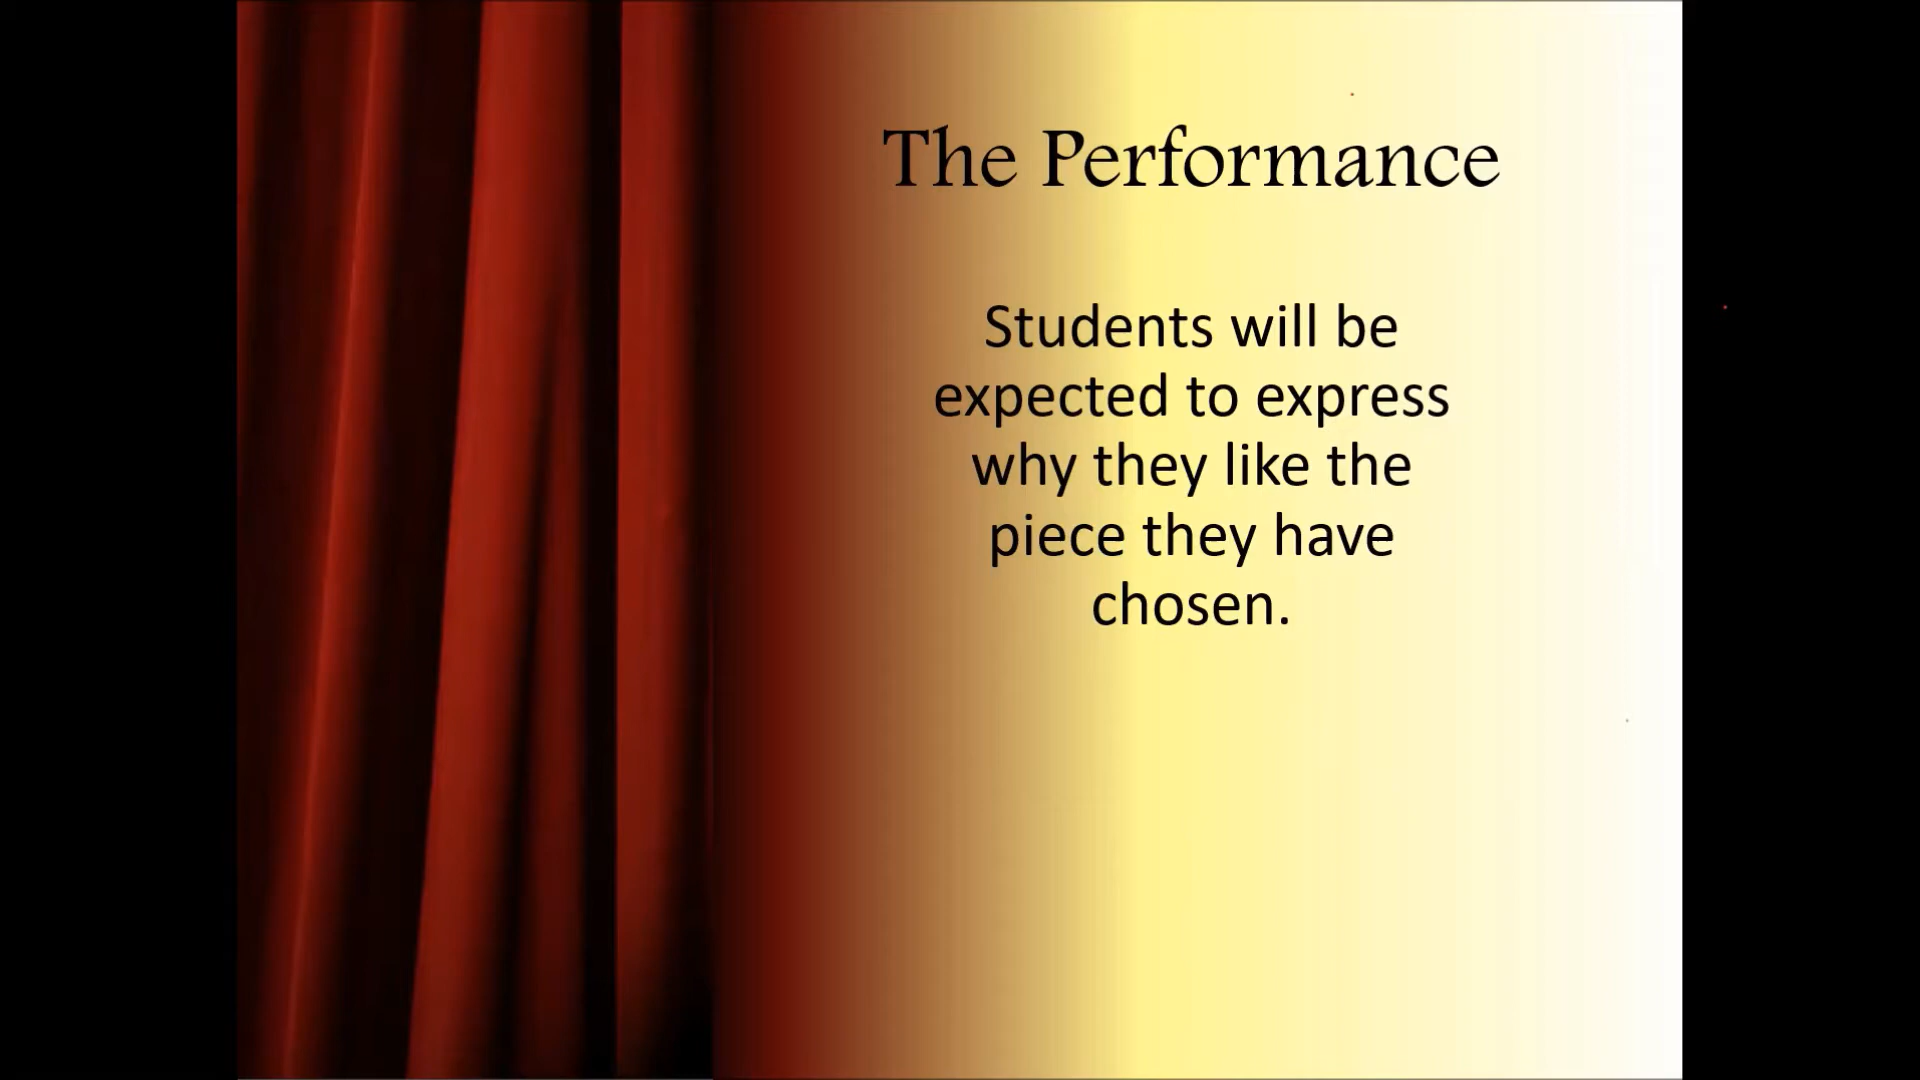 The Performance
Students will be
expected to express
why they like the
piece they have
chosen.